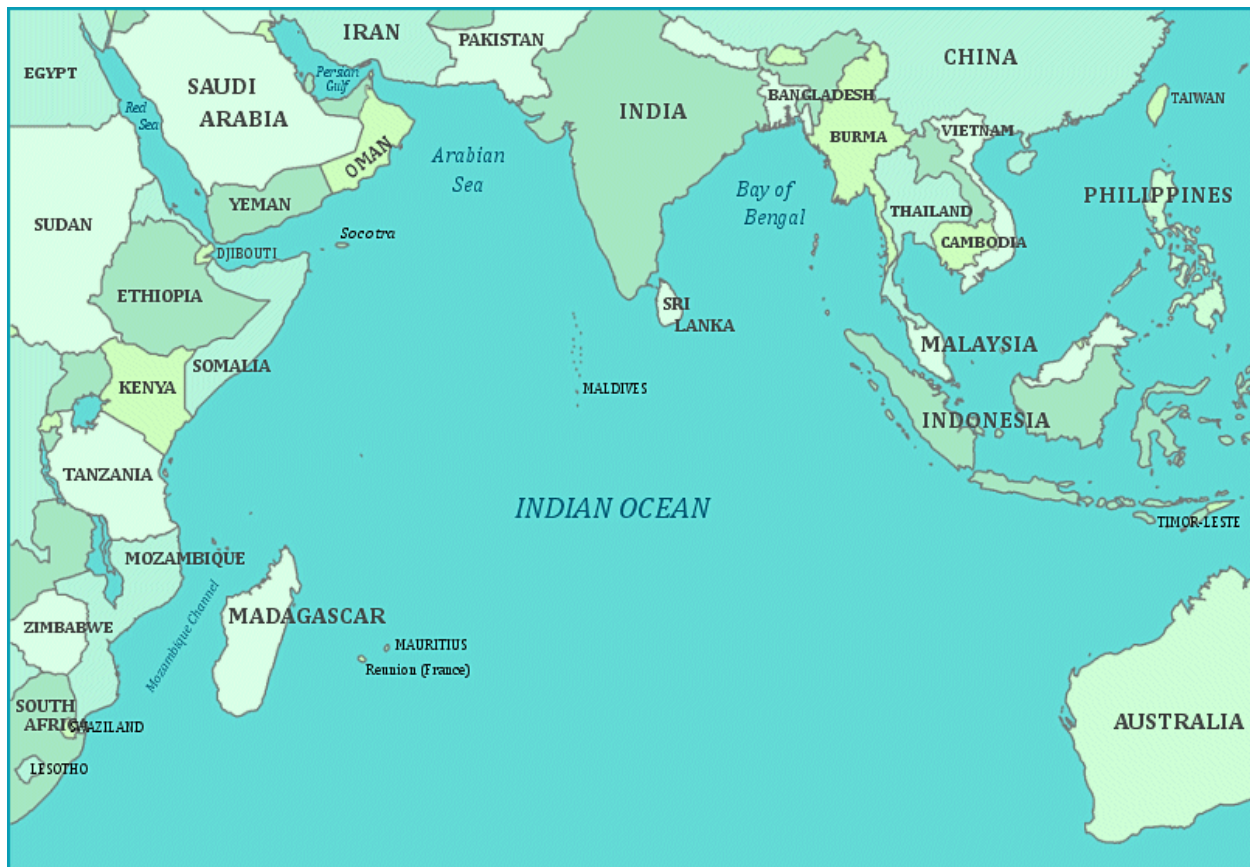 IRAN
PAKISTAN
CHINA
EGYPT
Persian
Gulf
SAUDI
ARABIA
Red
Sea
INDIA
BANGLADESH
TAIWAN
BURMA
VIETNAM
OMAN
Arabian
Sea
Bay of
Bengal
PHILIPPINES
YEMAN
THAILAND
SUDAN
Socotra
CAMBODIA
DJIBOUTI
ETHIOPIA
SRI
LANKA
MALAYSIA
SOMALIA
KENYA
MALDIVES
INDONESIA
TANZANIA
INDIAN OCEAN
TIMOR-LESTE
MOZAMBIQUE
Mozambique Channel
MADAGASCAR
ZIMBABWE
MAURITIUS
Reunion (France)
SOUTH
AFRICA
SWAZILAND
AUSTRALIA
LESOTHO